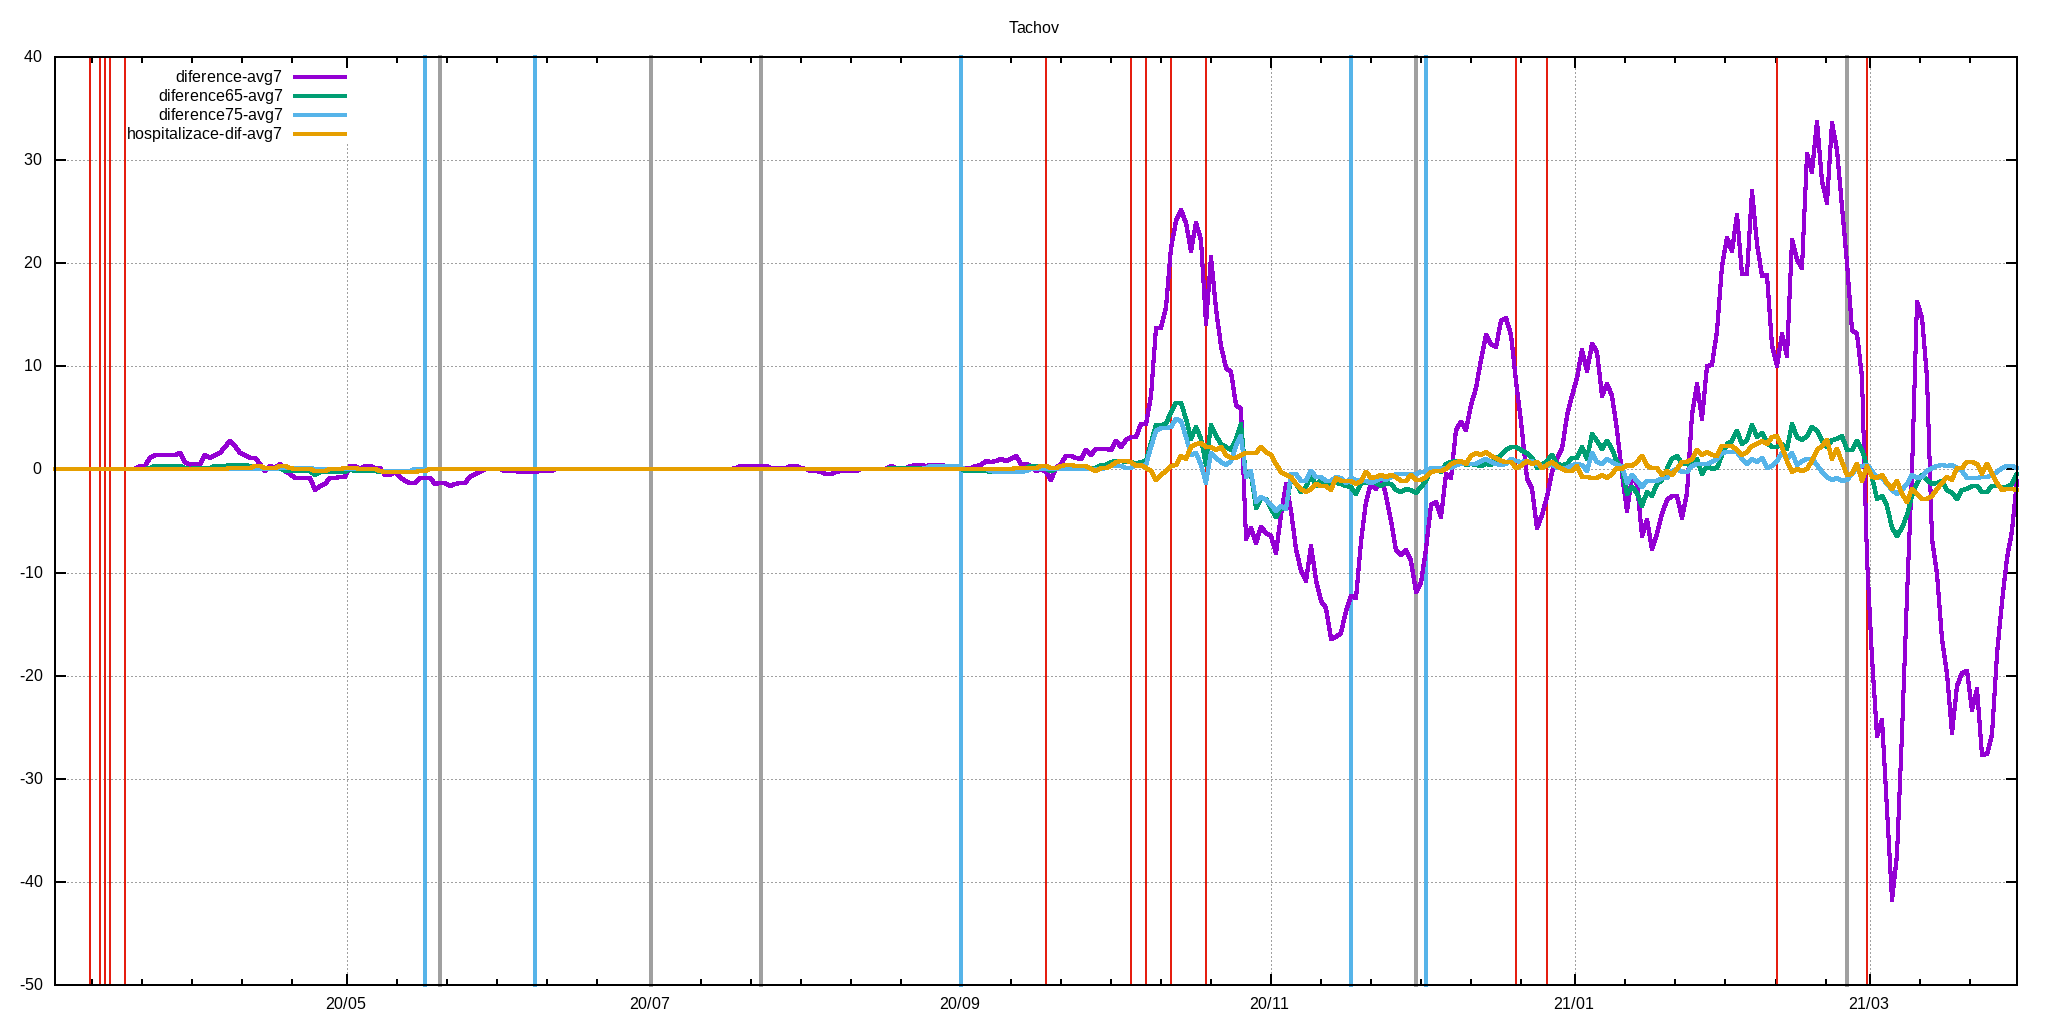 Tachov
diference-avg7
diference65-avg7
diference75-avg7
hospitalizace-dif-avg7
40
30
20
10
0
-10
-20
-30
-40
-50
20/05 20/07 20/09 20/11 21/01 21/03